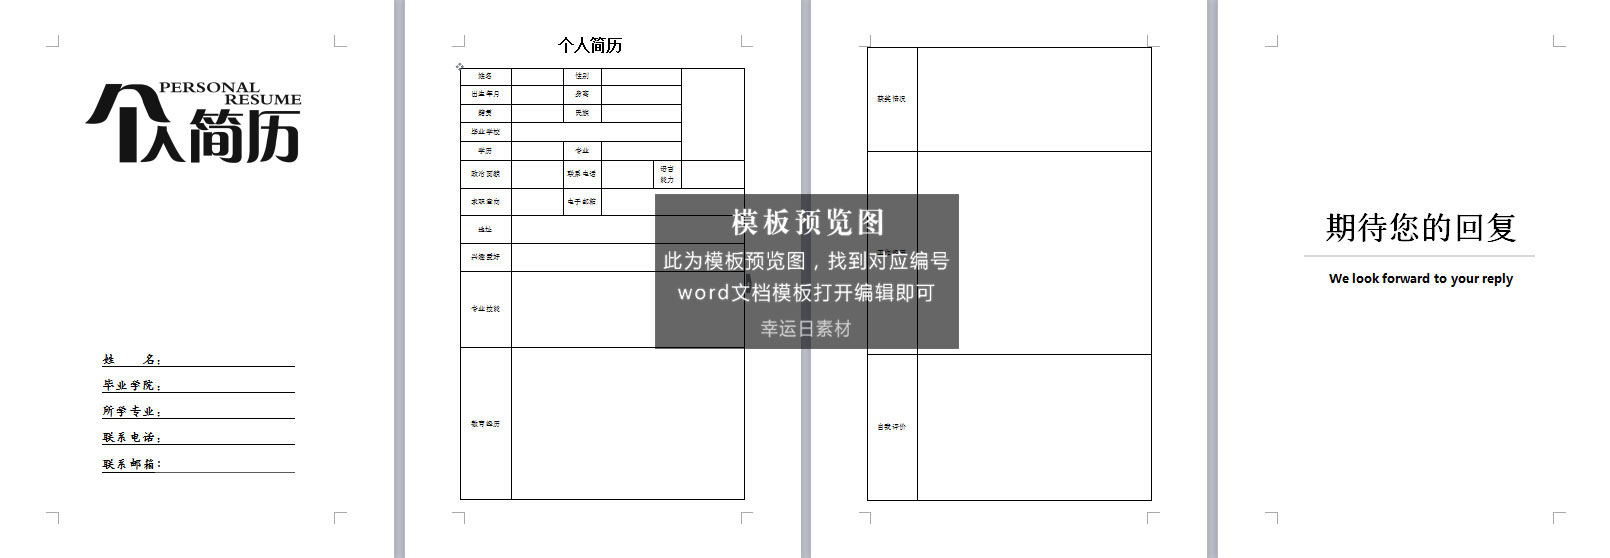 PERSONAL
RESUME
个人简历
姓　　名：
毕业学院：
所学专业：
联系电话：
联系邮箱：
个人简历
姓名 性别
出生年月 身高
籍贯 民族
毕业学校
学历 专业
政治面貌 联系电话 语言
能力
求职意向 电子邮箱
地址
兴趣爱好
专业技能
教育经历
获奖情况
自我评价
模板预览图
此为模板预览图，找到对应编号
word文档模板打开编辑即可
幸运日素材
期待您的回复
We look forward to your reply